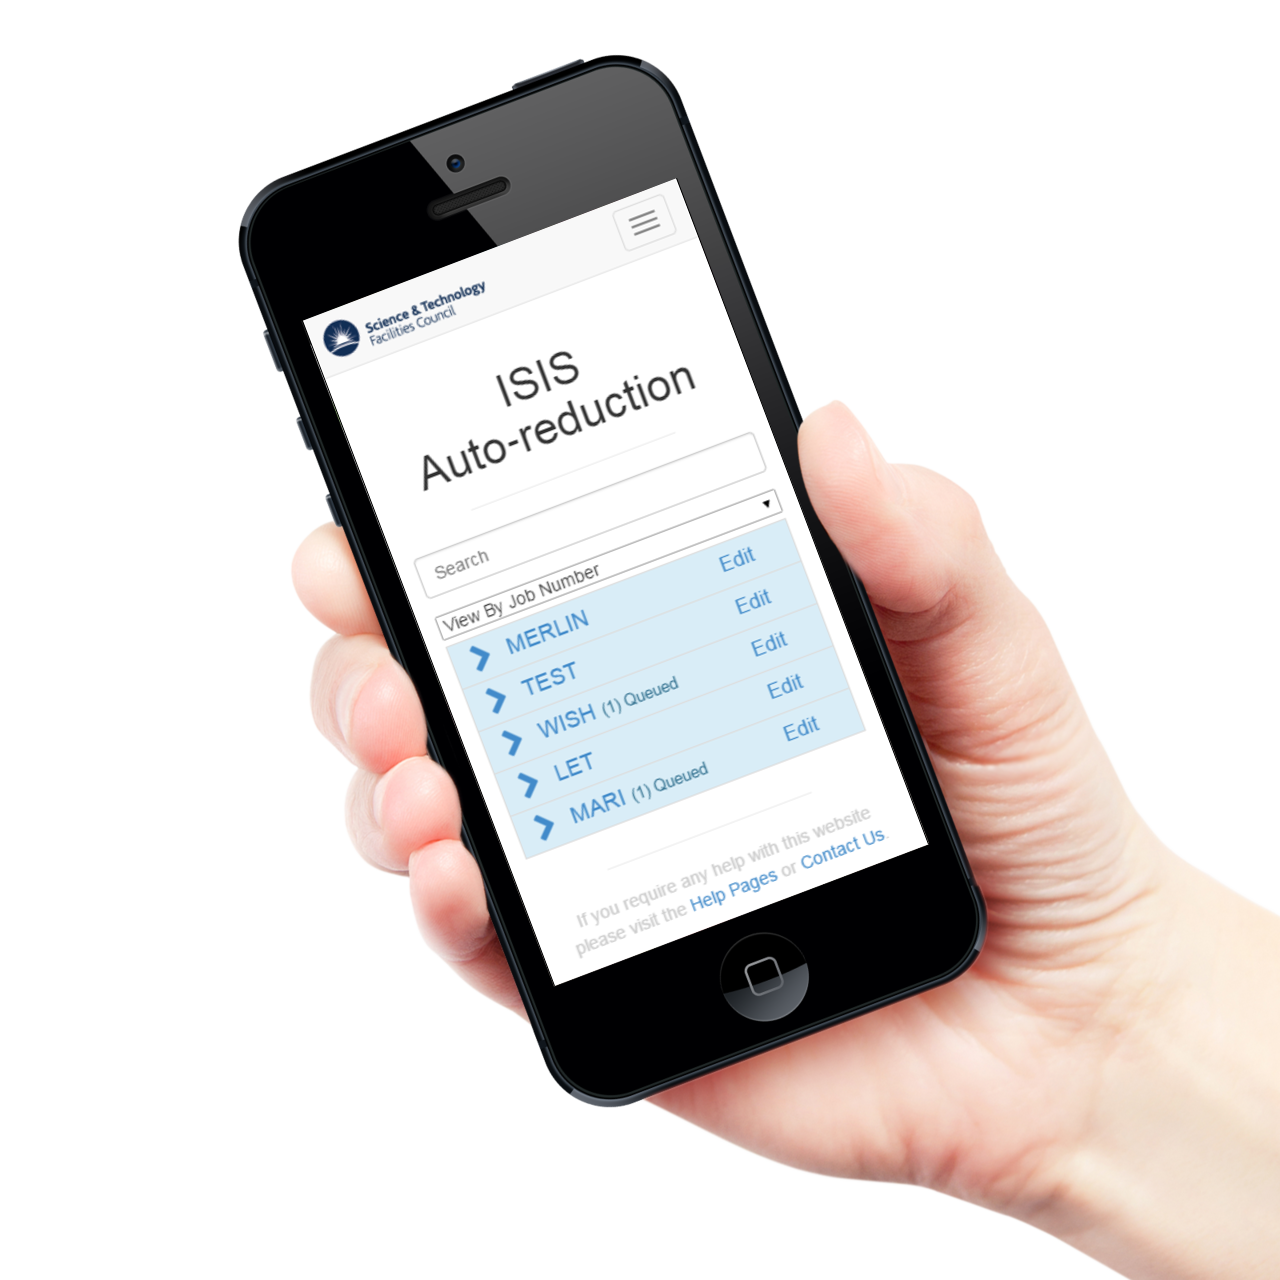 Science & Technology
Facilities Council
ISIS
Auto-reduction
Search
View By Job Number
MERLIN Edit
TEST Edit
WISH (1) Queued Edit
LET Edit
MARI (1) Queued Edit
If you require any help with this website
please visit the Help Pages or Contact Us.